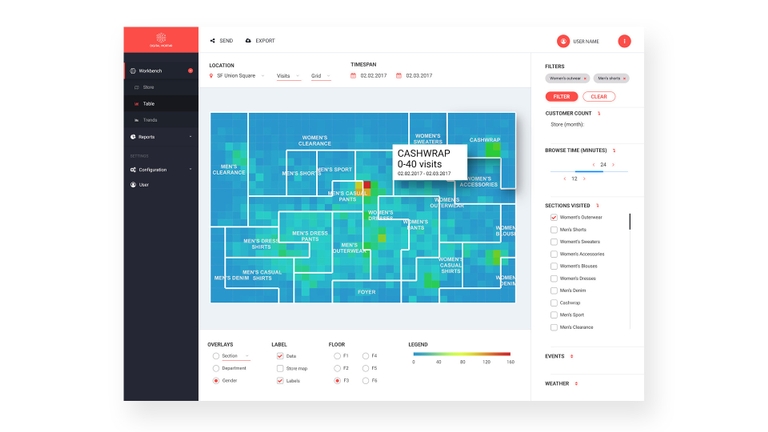 SEND
EXPORT
USER NAME
LOCATION
TIMESPAN
SF Union Square
Visits
Grid
02.02.2017
02.03.2017
Workbench
Store
Table
Trends
Reports
SETTINGS
Configuration
User
WOMEN'S
CLEARANCE
WOMEN'S
SWEATERS
CASHWRAP
MEN'S
CLEARANCE
MEN'S SHORTS
MEN'S SPORT
CASHWRAP
0-40 visits
02.02.2017 - 02.03.2017
WOMEN'S
ACCESSORIES
MEN'S CASUAL
PANTS
WOMEN'S
OUTERWEAR
WOMEN'S
DRESSES
WOMEN'S
PANTS
WOMEN
BLOUS
MEN'S DRESS
SHIRTS
MEN'S DRESS
PANTS
MEN'S
OUTERWEAR
WOMEN'S
CASUAL
SHIRTS
MEN'S DENIM
MEN'S CASUAL
SHIRTS
WOMEN
DENIM
FOYER
OVERLAYS
Section
Department
Gender
LABEL
Data
Store map
Labels
FLOOR
F1
F2
F3
F4
F5
F6
LEGEND
0
40
80
120
160
FILTERS
Women's outwear
Men's shorts
FILTER
CLEAR
CUSTOMER COUNT
Store (month):
BROWSE TIME (MINUTES)
24
12
SECTIONS VISITED
Woment's Outerwear
Men's Shorts
Women's Sweaters
Women's Accessories
Women's Blouses
Women's Dresses
Men's Denim
Cashwrap
Men's Sport
Men's Clearance
EVENTS
WEATHER